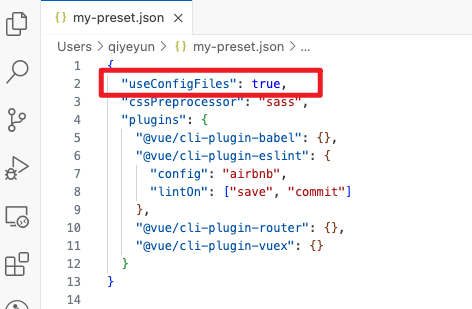 {} my-preset.json ×
Users > qiyeyun > {} my-preset.json > ...
1 {
2 "useConfigFiles": true,
3 "cssPreprocessor": "sass",
4 "plugins": {
5 "@vue/cli-plugin-babel": {},
6 "@vue/cli-plugin-eslint": {
7 "config": "airbnb",
8 "lintOn": ["save", "commit"]
9 },
10 "@vue/cli-plugin-router": {},
11 "@vue/cli-plugin-vuex": {}
12 }
13 }
14